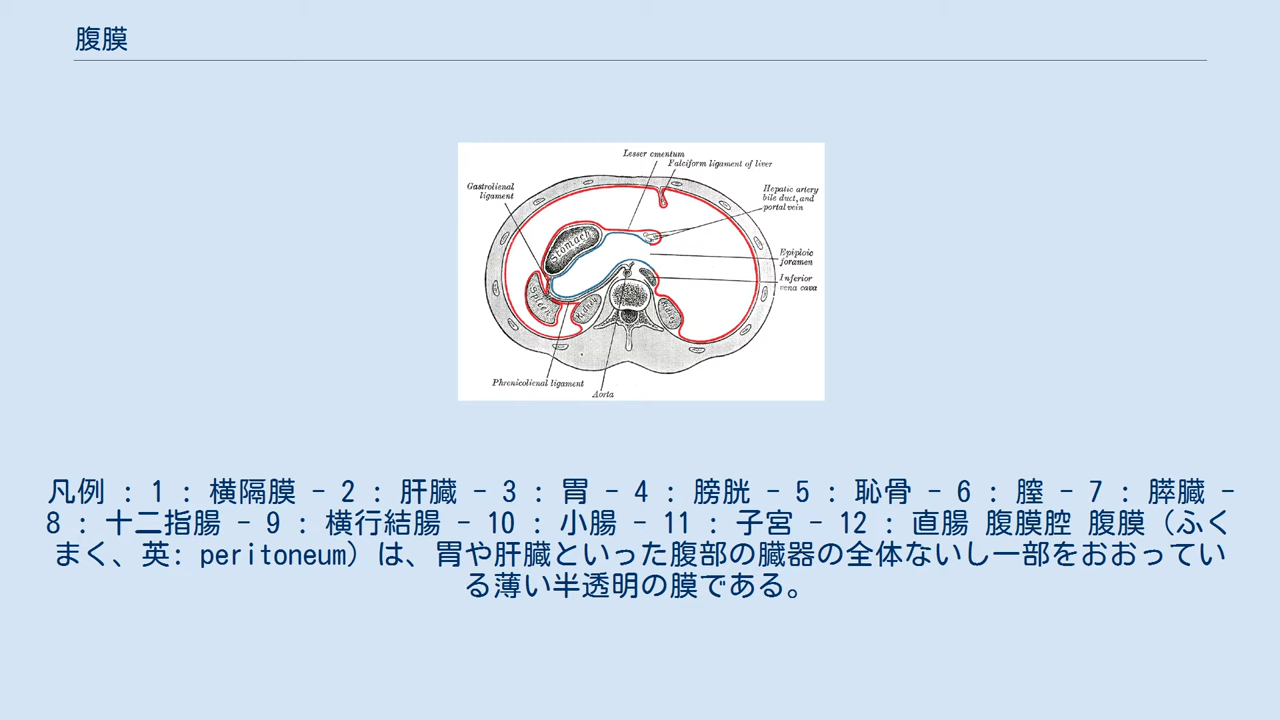 腹膜
Lesser omentum
Falciform ligament of liver
Gastrolienal
ligament
Hepatic artery
bile duct, and
portal vein
Stomach
Epiploic
foramen
Inferior
vena cava
Spleen
Kidney
Kidney
Phrenicolienal ligament
Aorta
凡例 : 1 : 横隔膜 - 2 : 肝臓 - 3 : 胃 - 4 : 膀胱 - 5 : 恥骨 - 6 : 膣 - 7 : 膵臓 -
8 : 十二指腸 - 9 : 横行結腸 - 10 : 小腸 - 11 : 子宮 - 12 : 直腸 腹膜腔 腹膜（ふく
まく、英: peritoneum）は、胃や肝臓といった腹部の臓器の全体ないし一部をおおってい
る薄い半透明の膜である。